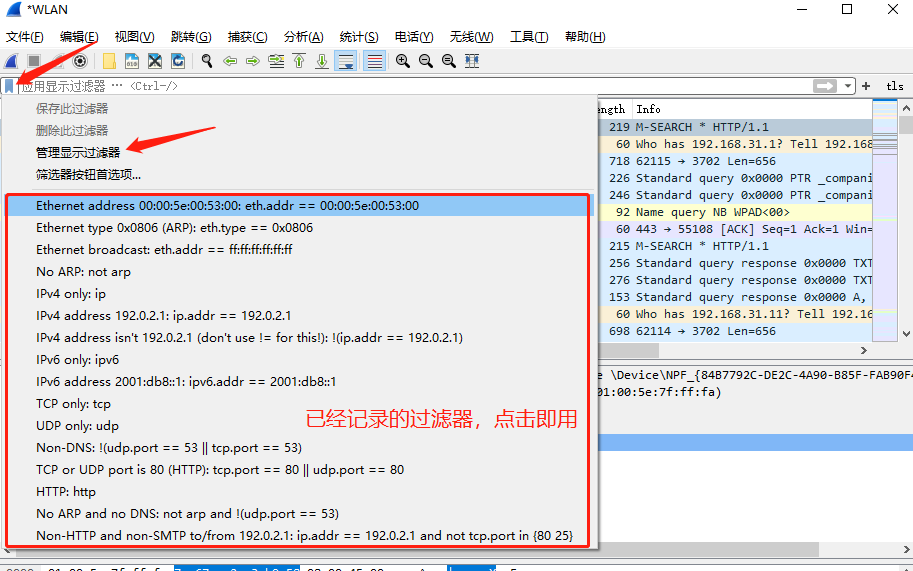 *WLAN
文件(F) 编辑(E) 视图(V) 跳转(G) 捕获(C) 分析(A) 统计(S) 电话(Y) 无线(W) 工具(T) 帮助(H)
应用显示过滤器 … <Ctrl-/>
tls
保存此过滤器
删除此过滤器
管理显示过滤器
筛选器按钮首选项...
Ethernet address 00:00:5e:00:53:00: eth.addr == 00:00:5e:00:53:00
Ethernet type 0x0806 (ARP): eth.type == 0x0806
Ethernet broadcast: eth.addr == ff:ff:ff:ff:ff:ff
No ARP: not arp
IPv4 only: ip
IPv4 address 192.0.2.1: ip.addr == 192.0.2.1
IPv4 address isn't 192.0.2.1 (don't use != for this!): !(ip.addr == 192.0.2.1)
IPv6 only: ipv6
IPv6 address 2001:db8::1: ipv6.addr == 2001:db8::1
TCP only: tcp
UDP only: udp
Non-DNS: !(udp.port == 53 || tcp.port == 53)
TCP or UDP port is 80 (HTTP): tcp.port == 80 || udp.port == 80
HTTP: http
No ARP and no DNS: not arp and !(udp.port == 53)
Non-HTTP and non-SMTP to/from 192.0.2.1: ip.addr == 192.0.2.1 and not tcp.port in {80 25}
已经记录的过滤器，点击即用
ength Info
219 M-SEARCH * HTTP/1.1
60 Who has 192.168.31.1? Tell 192.168
718 62115 → 3702 Len=656
226 Standard query 0x0000 PTR _compani
246 Standard query 0x0000 PTR _compani
92 Name query NB WPAD<00>
60 443 → 55108 [ACK] Seq=1 Ack=1 Win=
215 M-SEARCH * HTTP/1.1
256 Standard query response 0x0000 TXT
276 Standard query response 0x0000 TXT
153 Standard query response 0x0000 A,
60 Who has 192.168.31.11? Tell 192.16
698 62114 → 3702 Len=656
e \Device\NPF_{84B7792C-DE2C-4A90-B85F-FAB90F4
01:00:5e:7f:ff:fa)